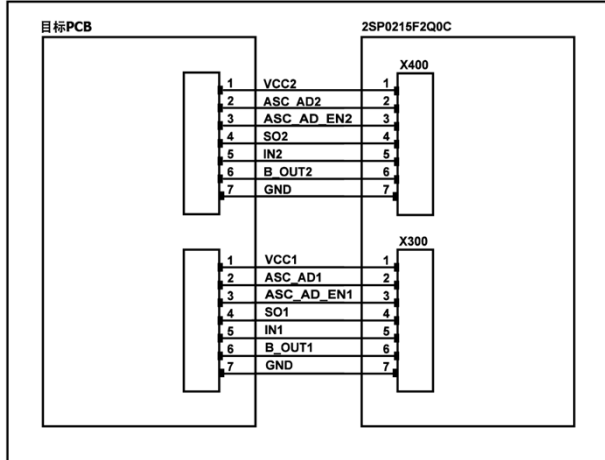 目标PCB 2SP0215F2Q0C
X400
1 VCC2 1
2 ASC_AD2 2
3 ASC_AD_EN2 3
4 SO2 4
5 IN2 5
6 B_OUT2 6
7 GND 7
X300
1 VCC1 1
2 ASC_AD1 2
3 ASC_AD_EN1 3
4 SO1 4
5 IN1 5
6 B_OUT1 6
7 GND 7